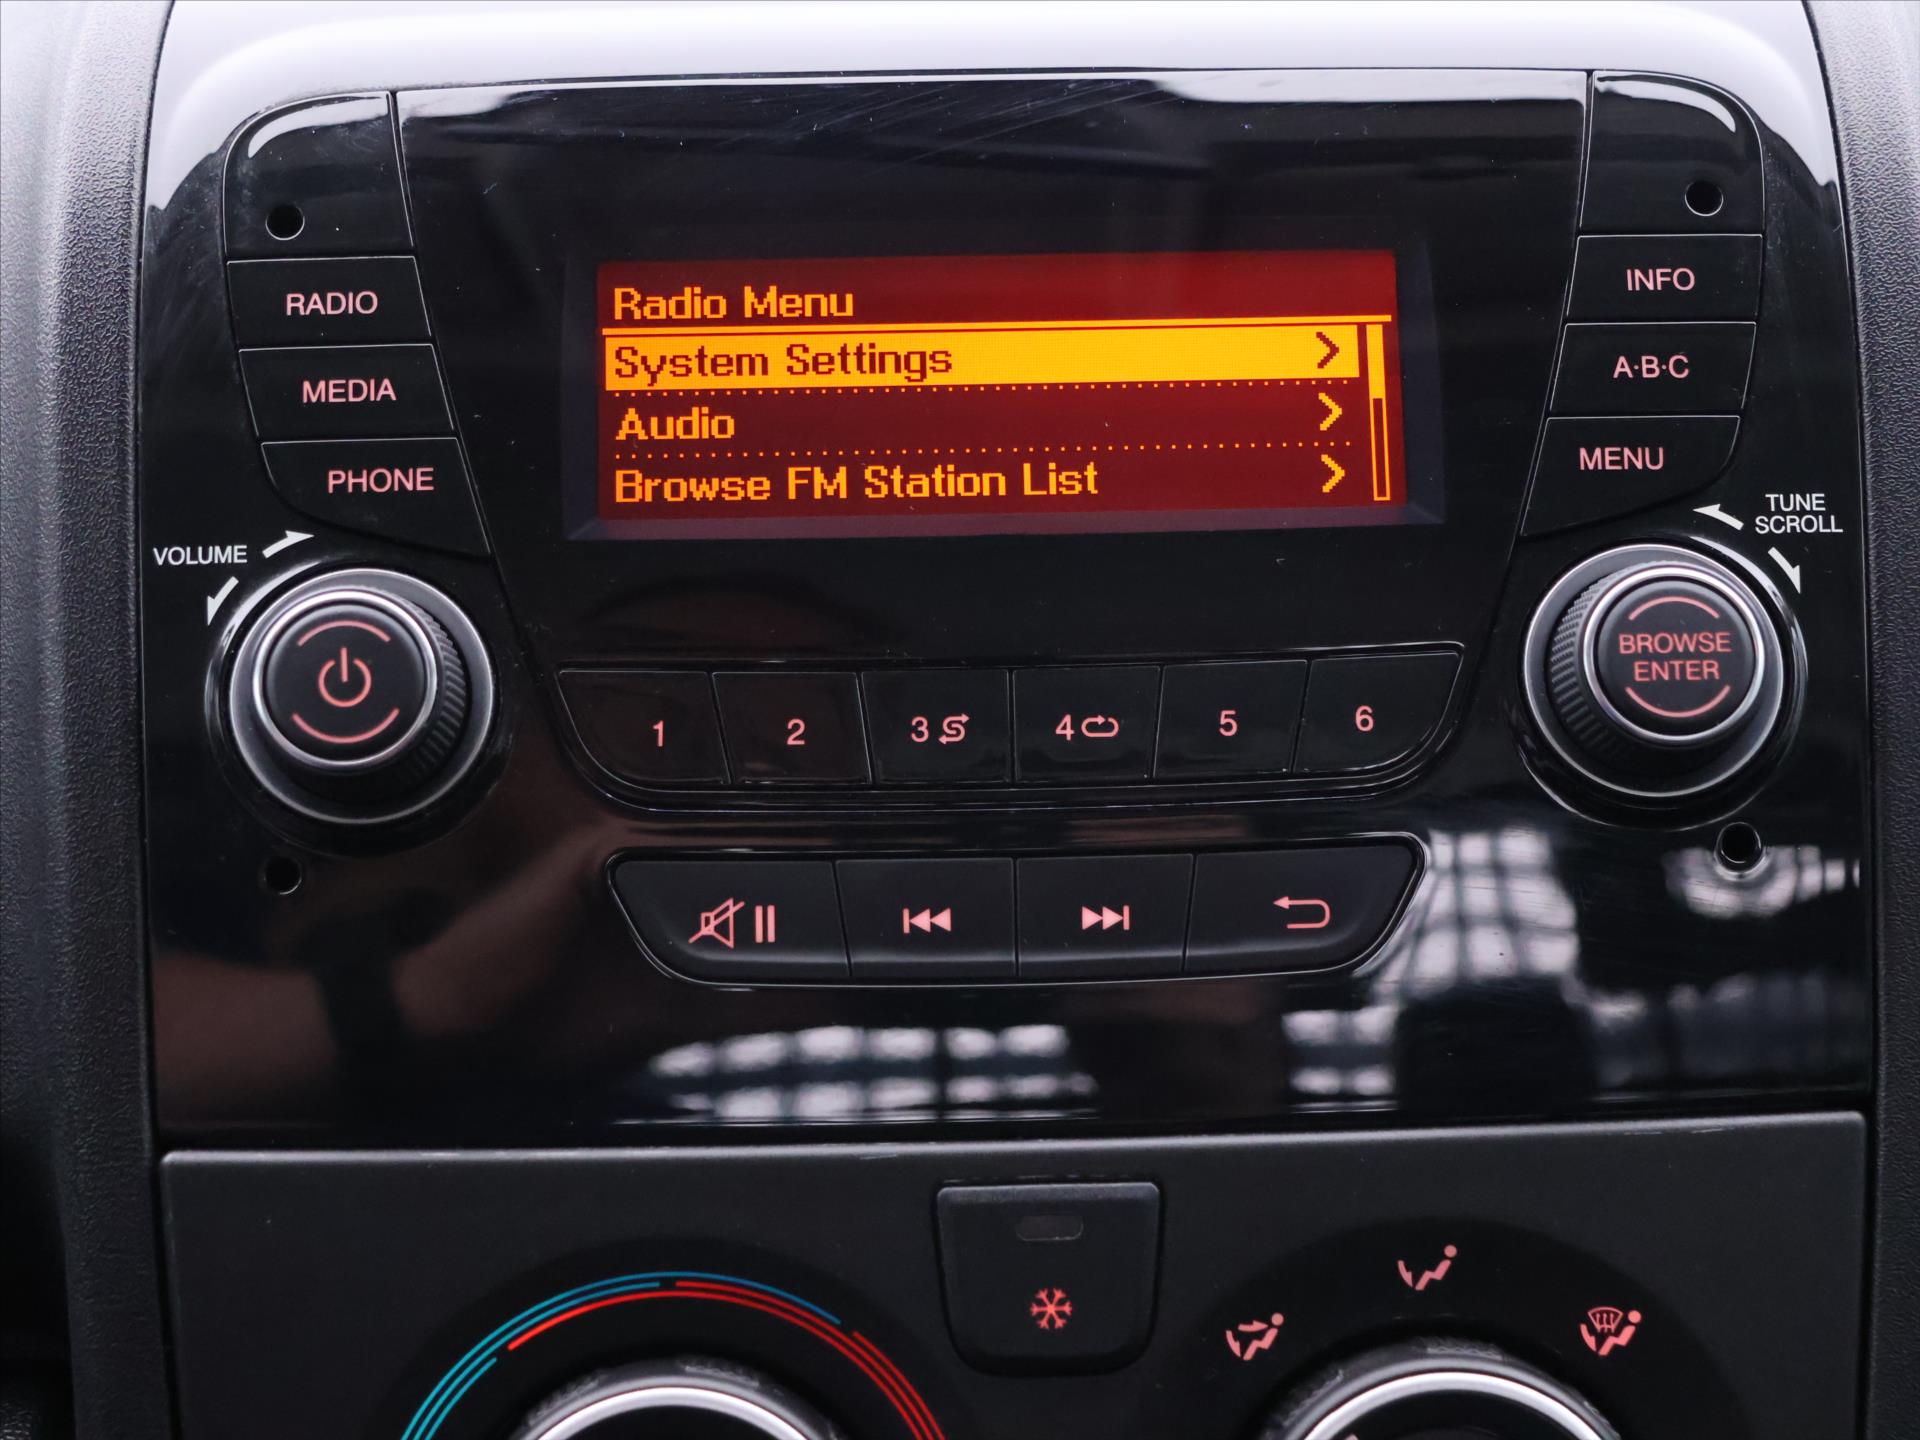 Radio Menu
System Settings
Audio
Browse FM Station List
RADIO
MEDIA
PHONE
VOLUME
INFO
A·B·C
MENU
TUNE
SCROLL
BROWSE
ENTER
1
2
3
4
5
6